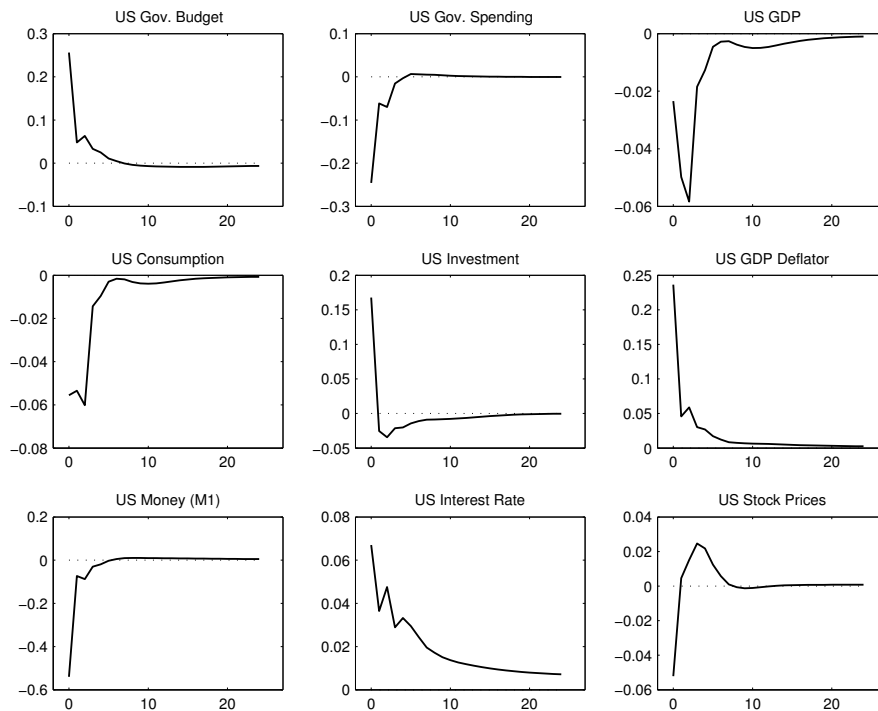 US Gov. Budget
0.3
0.2
0.1
0
−0.1
0 10 20
US Gov. Spending
0.1
0
−0.1
−0.2
−0.3
0 10 20
US GDP
0
−0.02
−0.04
−0.06
0 10 20
US Consumption
0
−0.02
−0.04
−0.06
−0.08
0 10 20
US Investment
0.2
0.15
0.1
0.05
0
−0.05
0 10 20
US GDP Deflator
0.25
0.2
0.15
0.1
0.05
0
0 10 20
US Money (M1)
0.2
0
−0.2
−0.4
−0.6
0 10 20
US Interest Rate
0.08
0.06
0.04
0.02
0
0 10 20
US Stock Prices
0.04
0.02
0
−0.02
−0.04
−0.06
0 10 20